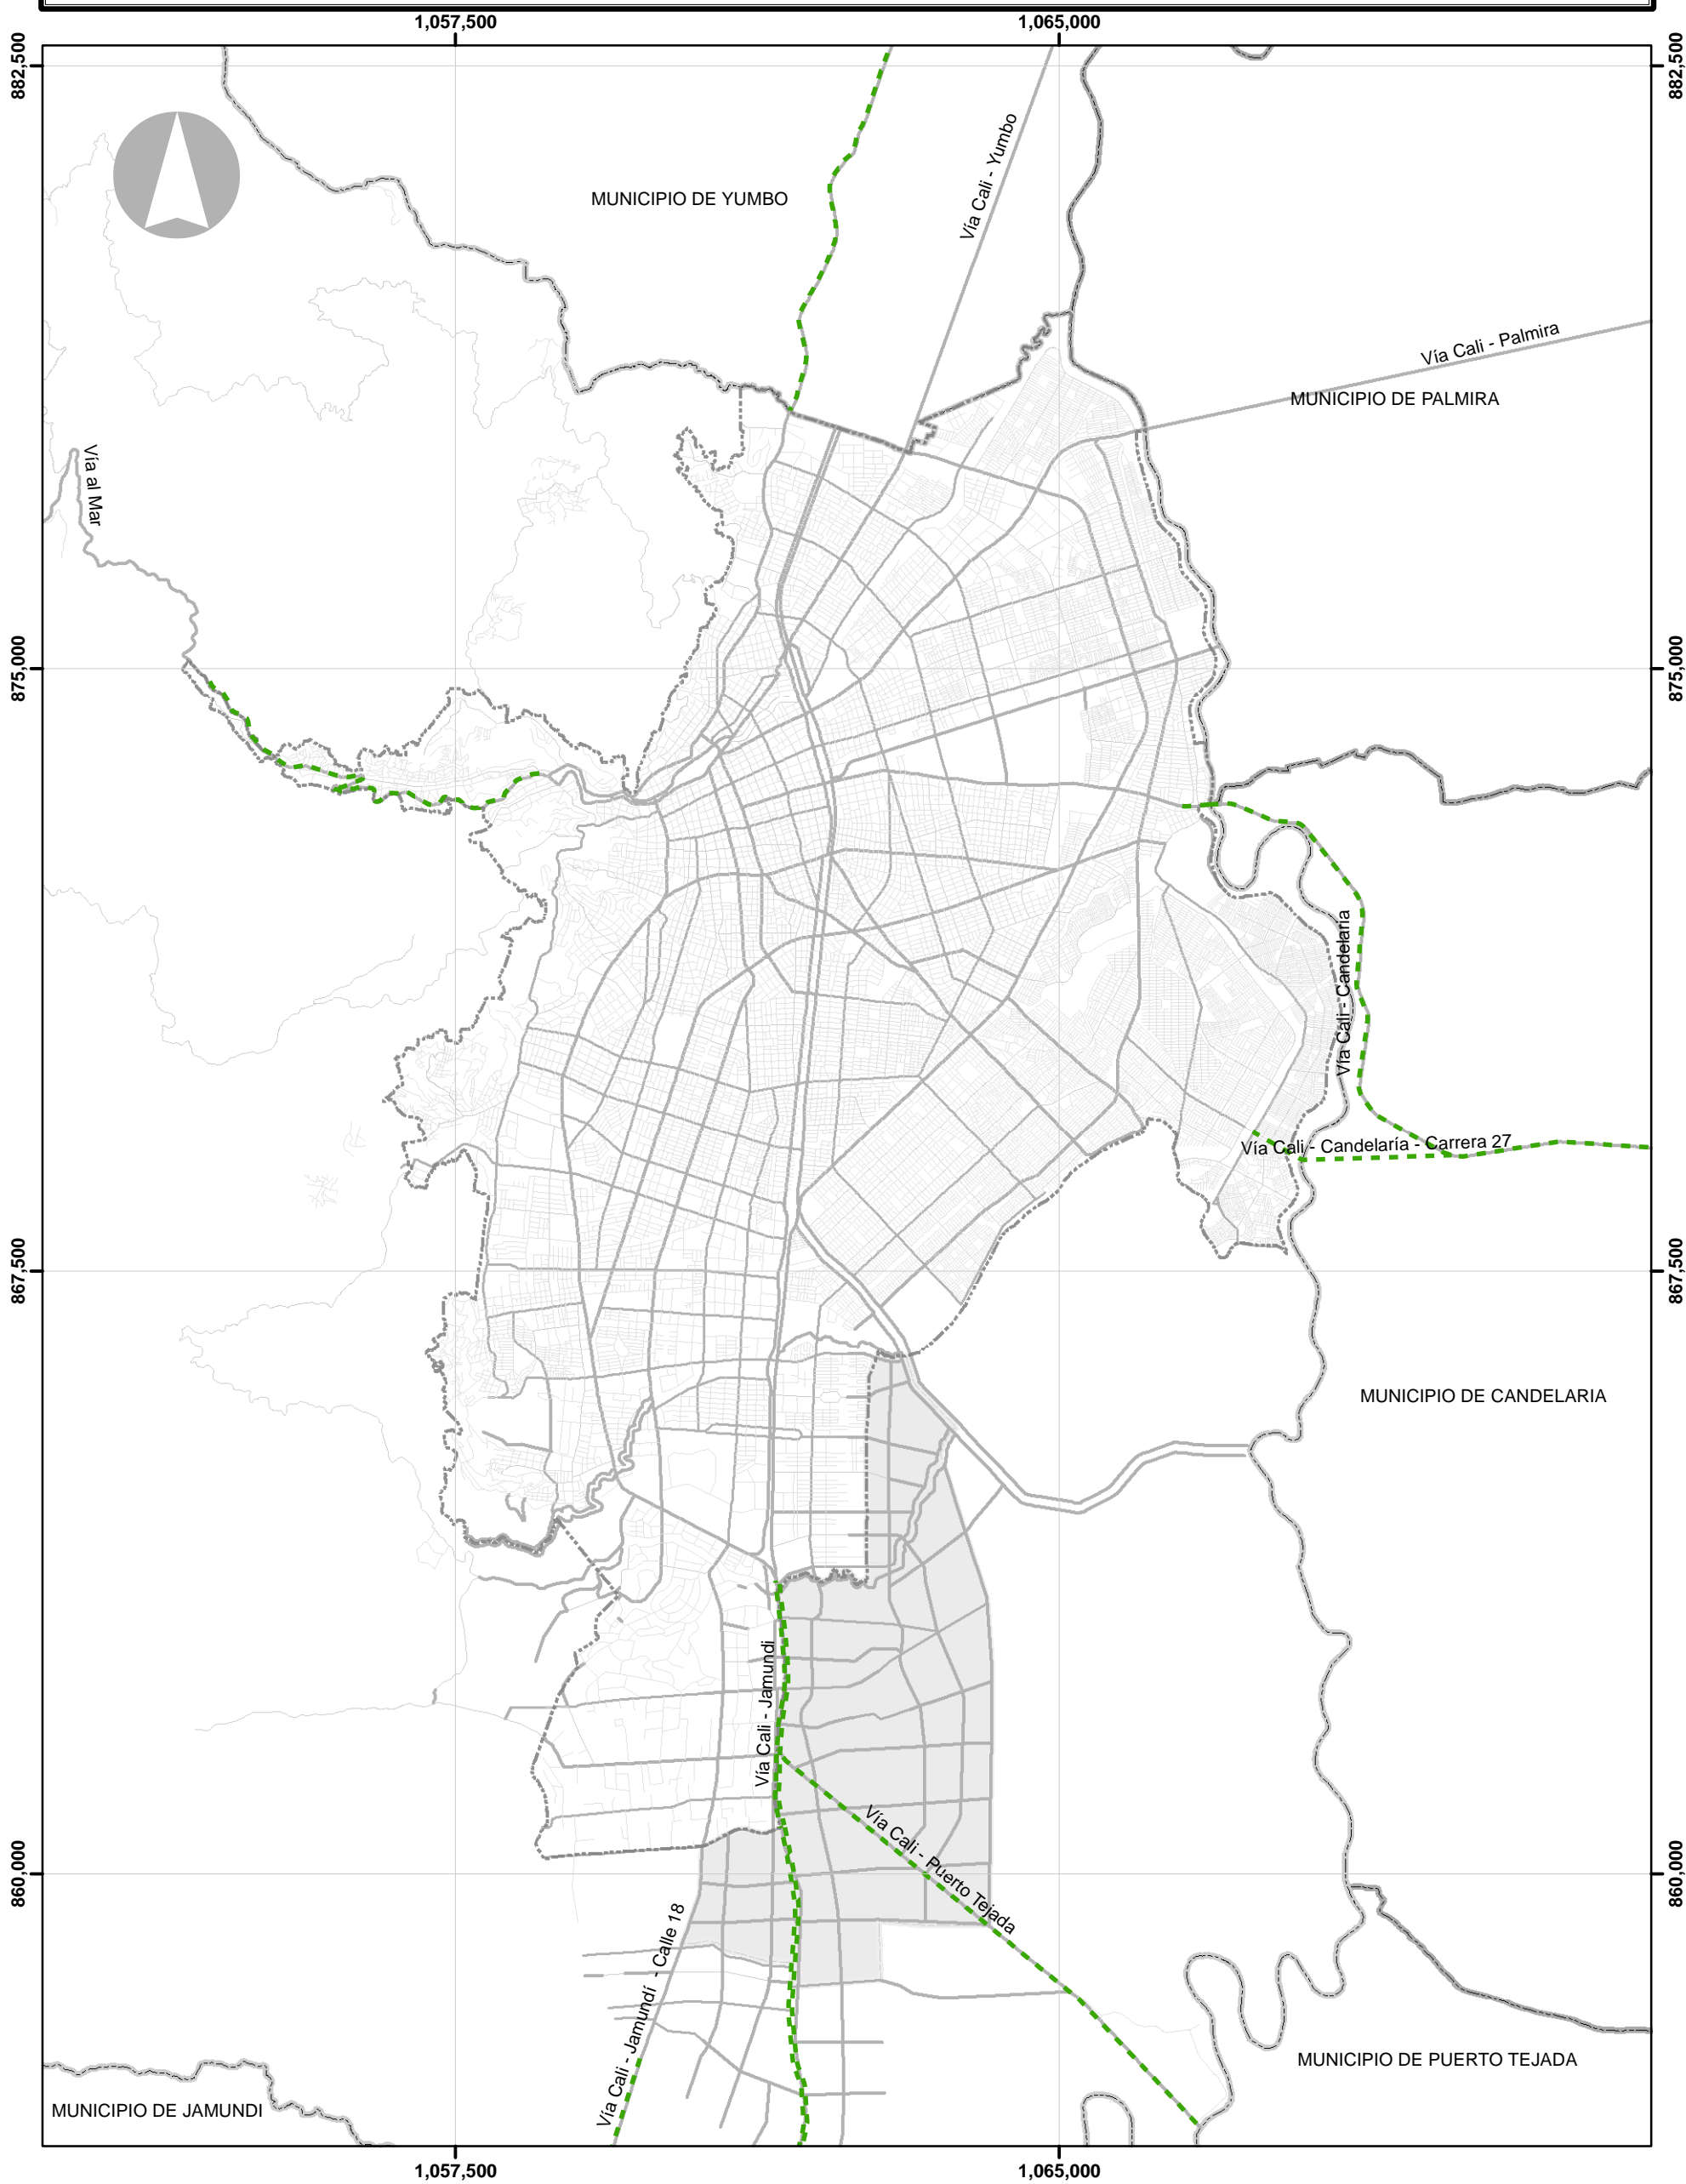 1,057,500
1,065,000
882,500
882,500
MUNICIPIO DE YUMBO
Vía Cali - Yumbo
Vía Cali - Palmira
MUNICIPIO DE PALMIRA
Vía al Mar
875,000
875,000
Vía Cali - Candelaria
Vía Cali - Candelaría - Carrera 27
867,500
867,500
MUNICIPIO DE CANDELARIA
Vía Cali - Jamundi
Vía Cali - Puerto Tejada
860,000
860,000
Vía Cali - Jamundí - Calle 18
MUNICIPIO DE PUERTO TEJADA
MUNICIPIO DE JAMUNDI
1,057,500
1,065,000